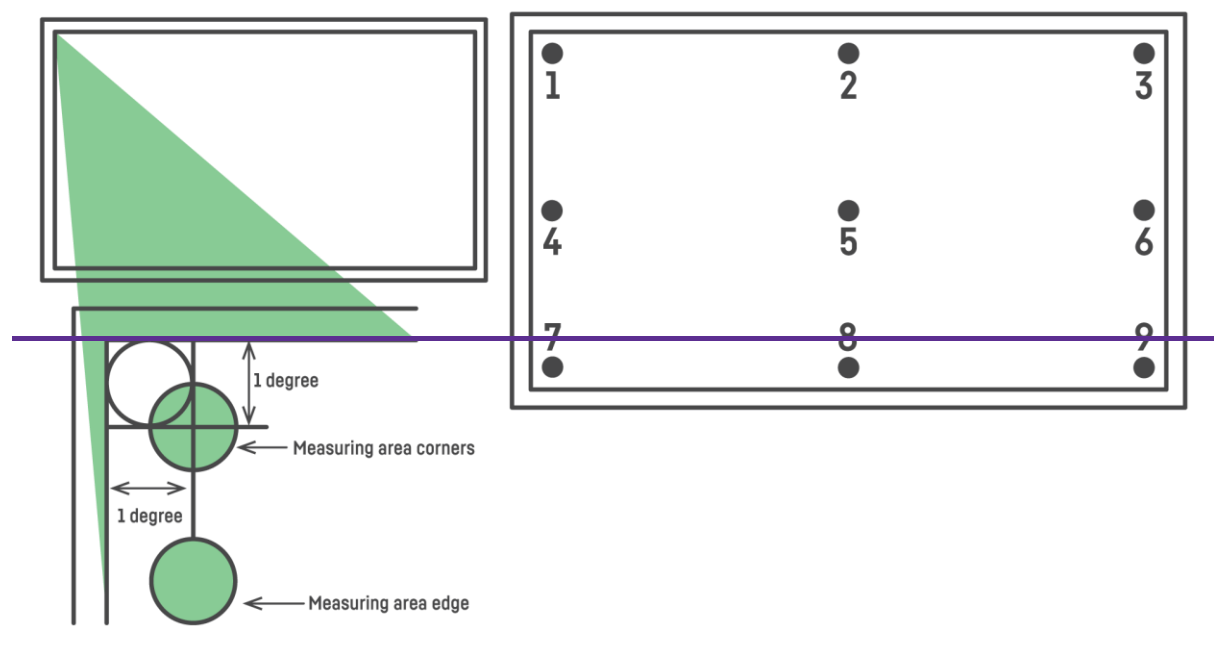 1 2 3
4 5 6
7 8 9
1 degree
Measuring area corners
1 degree
Measuring area edge